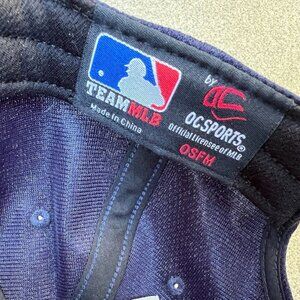 TEAM MLB
Made in China
by
OC SPORTS®
Official Licensee of MLB
OSFM